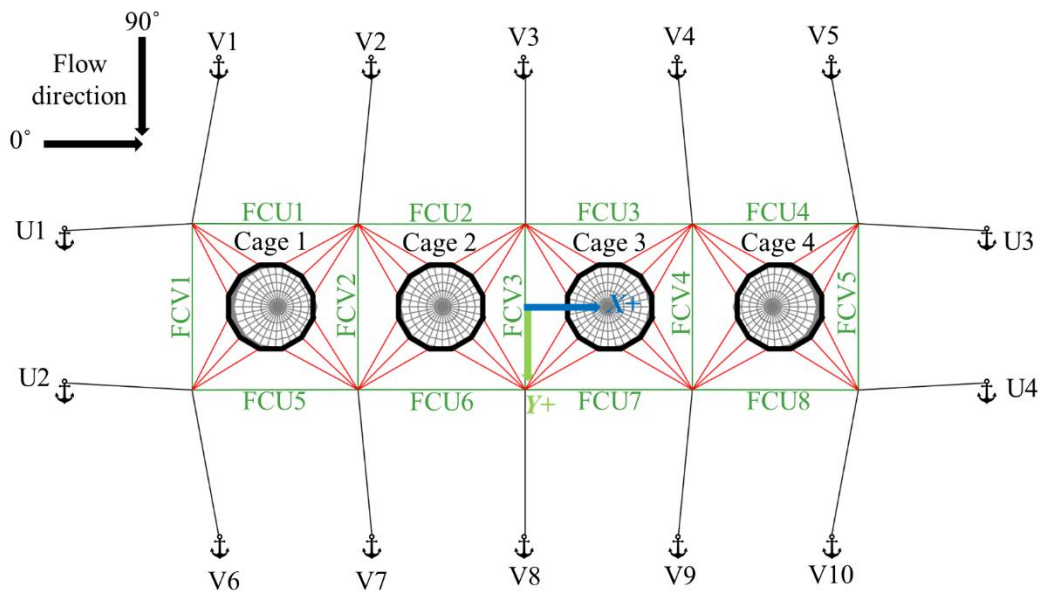 90°
V1
V2
V3
V4
V5
Flow
direction
0°
FCU1
FCU2
FCU3
FCU4
U1
U3
Cage 1
Cage 2
Cage 3
Cage 4
FCV1
FCV2
FCV3
FCV4
FCV5
X+
U2
U4
FCU5
FCU6
Y+
FCU7
FCU8
V6
V7
V8
V9
V10